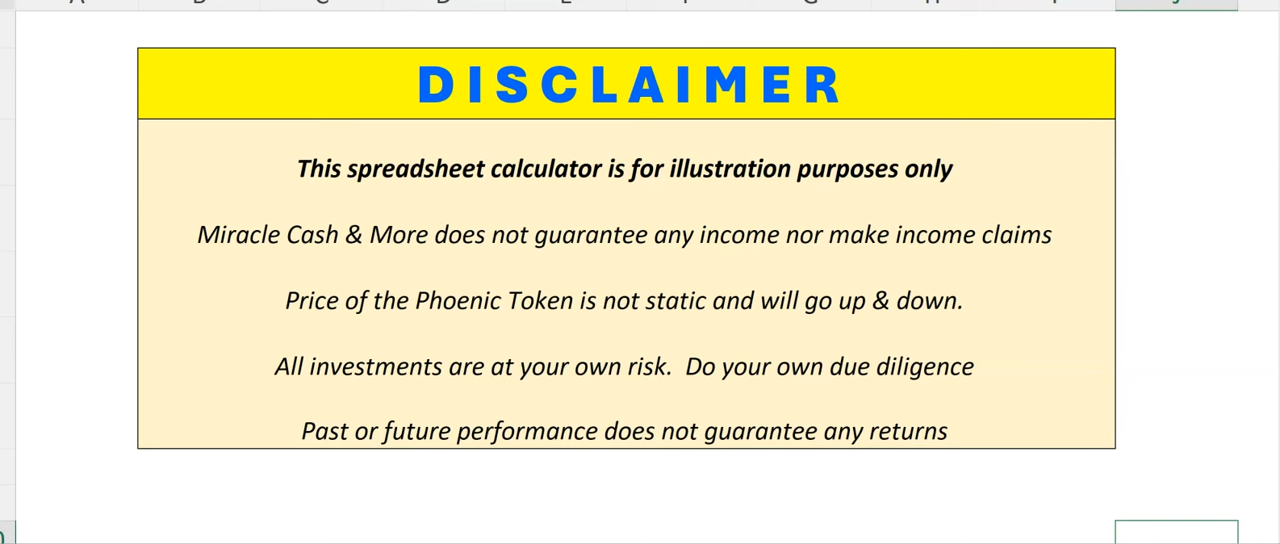 DISCLAIMER
This spreadsheet calculator is for illustration purposes only
Miracle Cash & More does not guarantee any income nor make income claims
Price of the Phoenic Token is not static and will go up & down.
All investments are at your own risk.  Do your own due diligence
Past or future performance does not guarantee any returns